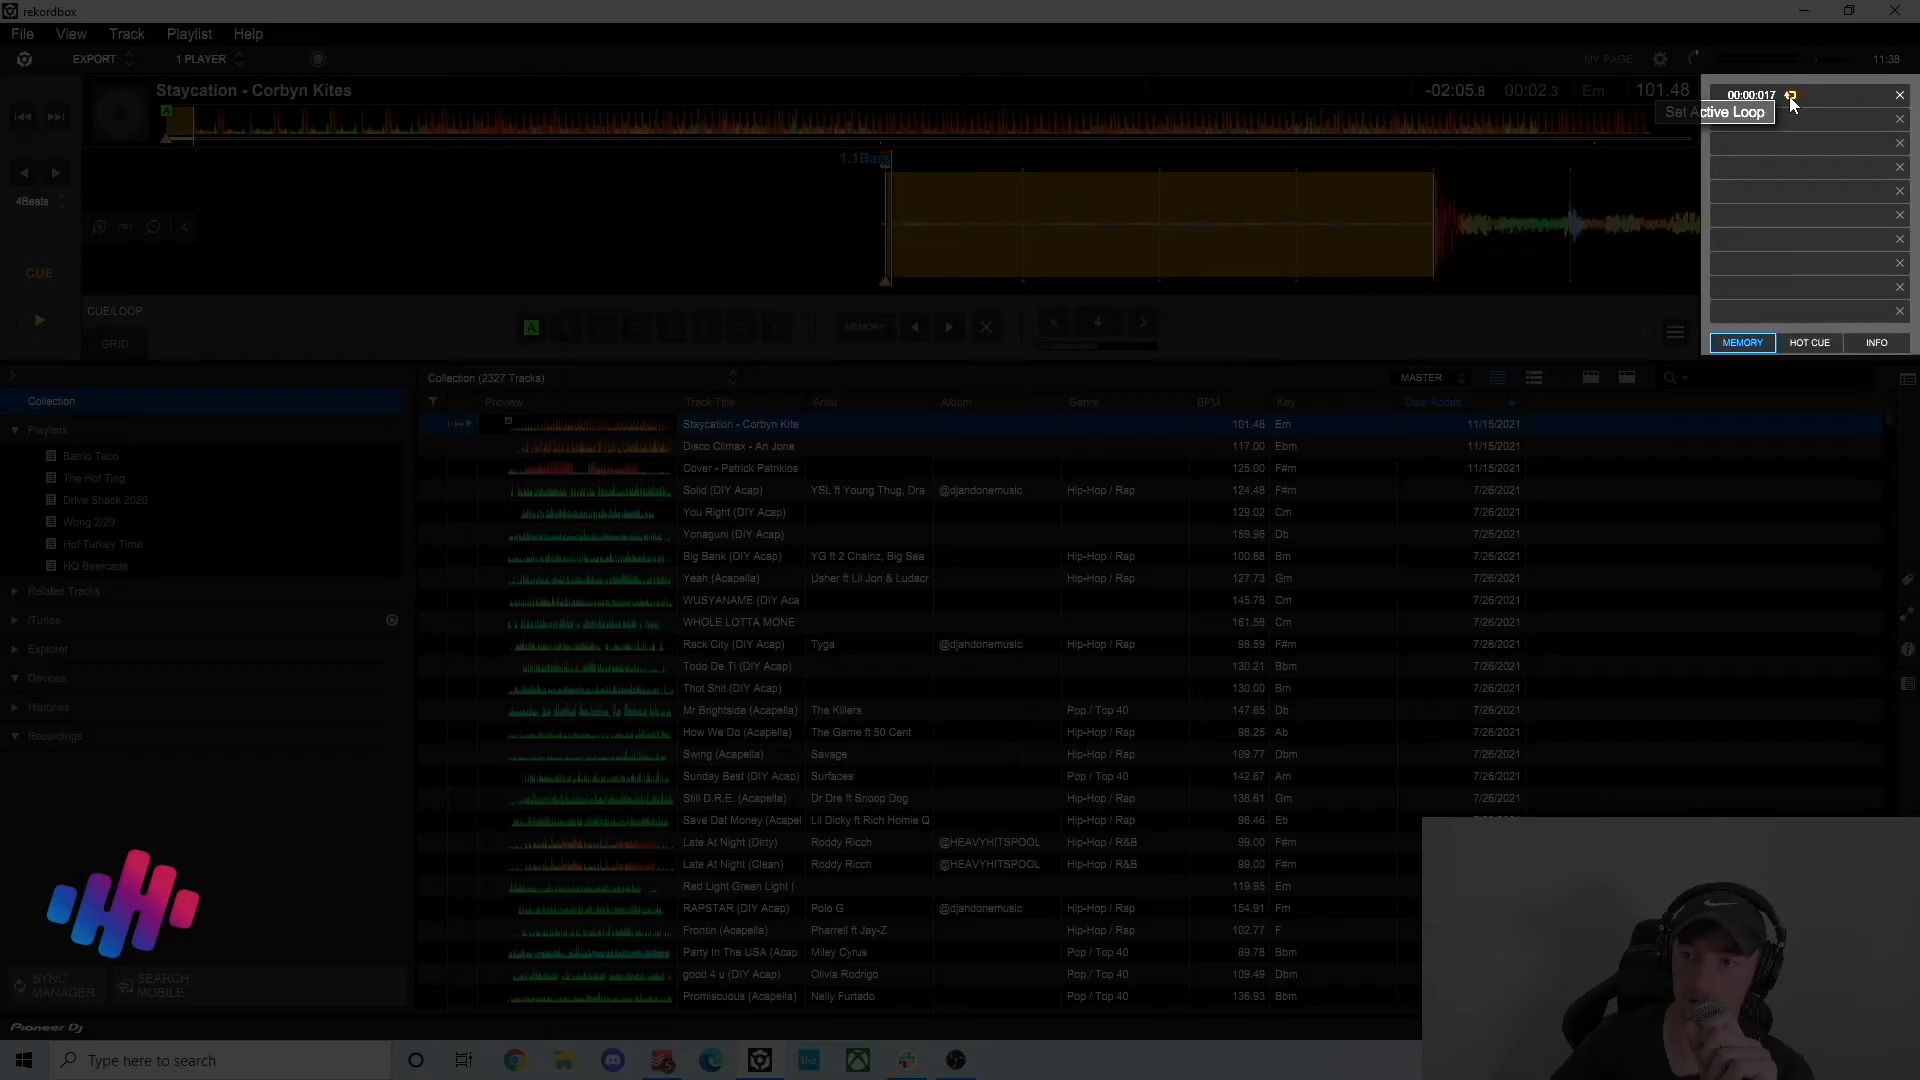 rekordbox
File View Track Playlist Help
EXPORT 1 PLAYER MY PAGE 11:38
Staycation - Corbyn Kites -02:05.8 00:02.3 Em 101.48
00:00:017
Set Active Loop
A
1.1Bars
4Beats
RST
CUE
CUE/LOOP
GRID
A MEMORY 4
MEMORY HOT CUE INFO
Collection (2327 Tracks) MASTER
Collection
Playlists
Barrio Taco
The Hof Ting
Drive Shack 2020
Wong 2/29
Hof Turkey Time
HQ Beercade
Related Tracks
iTunes
Explorer
Devices
Histories
Recordings
Preview Track Title Artist Album Genre BPM Key Date Added
Staycation - Corbyn Kite 101.48 Em 11/15/2021
Disco Climax - An Jone 117.00 Ebm 11/15/2021
Cover - Patrick Patrikios 125.00 F#m 11/15/2021
Solid (DIY Acap) YSL ft Young Thug, Dra @djandonemusic Hip-Hop / Rap 124.48 F#m 7/26/2021
You Right (DIY Acap) 129.02 Cm 7/26/2021
Yonaguni (DIY Acap) 159.96 Db 7/26/2021
Big Bank (DIY Acap) YG ft 2 Chainz, Big Sea Hip-Hop / Rap 100.68 Bm 7/26/2021
Yeah (Acapella) Usher ft Lil Jon & Ludacr Hip-Hop / Rap 127.73 Gm 7/26/2021
WUSYANAME (DIY Aca 145.78 Cm 7/26/2021
WHOLE LOTTA MONE 161.58 Cm 7/26/2021
Rack City (DIY Acap) Tyga @djandonemusic Hip-Hop / Rap 98.59 F#m 7/26/2021
Todo De Ti (DIY Acap) 130.21 Bbm 7/26/2021
Thot Shit (DIY Acap) 130.00 Bm 7/26/2021
Mr Brightside (Acapella) The Killers Pop / Top 40 147.85 Db 7/26/2021
How We Do (Acapella) The Game ft 50 Cent Hip-Hop / Rap 98.25 Ab 7/26/2021
Swing (Acapella) Savage Hip-Hop / Rap 109.77 Dbm 7/26/2021
Sunday Best (DIY Acap) Surfaces Pop / Top 40 142.67 Am 7/26/2021
Still D.R.E. (Acapella) Dr Dre ft Snoop Dog Hip-Hop / Rap 138.61 Gm 7/26/2021
Save Dat Money (Acapel Lil Dicky ft Rich Homie Q Hip-Hop / Rap 98.46 Eb 7/26/2021
Late At Night (Dirty) Roddy Ricch @HEAVYHITSPOOL Hip-Hop / R&B 99.00 F#m
Late At Night (Clean) Roddy Ricch @HEAVYHITSPOOL Hip-Hop / R&B 99.00 F#m
Red Light Green Light ( 119.95 Em
RAPSTAR (DIY Acap) Polo G @djandonemusic Hip-Hop / Rap 154.91 Fm
Frontin (Acapella) Pharrell ft Jay-Z Hip-Hop / Rap 102.77 F
Party In The USA (Acap Miley Cyrus Pop / Top 40 89.78 Bbm
good 4 u (DIY Acap) Olivia Rodrigo Pop / Top 40 109.49 Dbm
Promiscuous (Acapella) Nelly Furtado Pop / Top 40 136.93 Bbm
SYNC MANAGER SEARCH MOBILE
Pioneer Dj
Type here to search